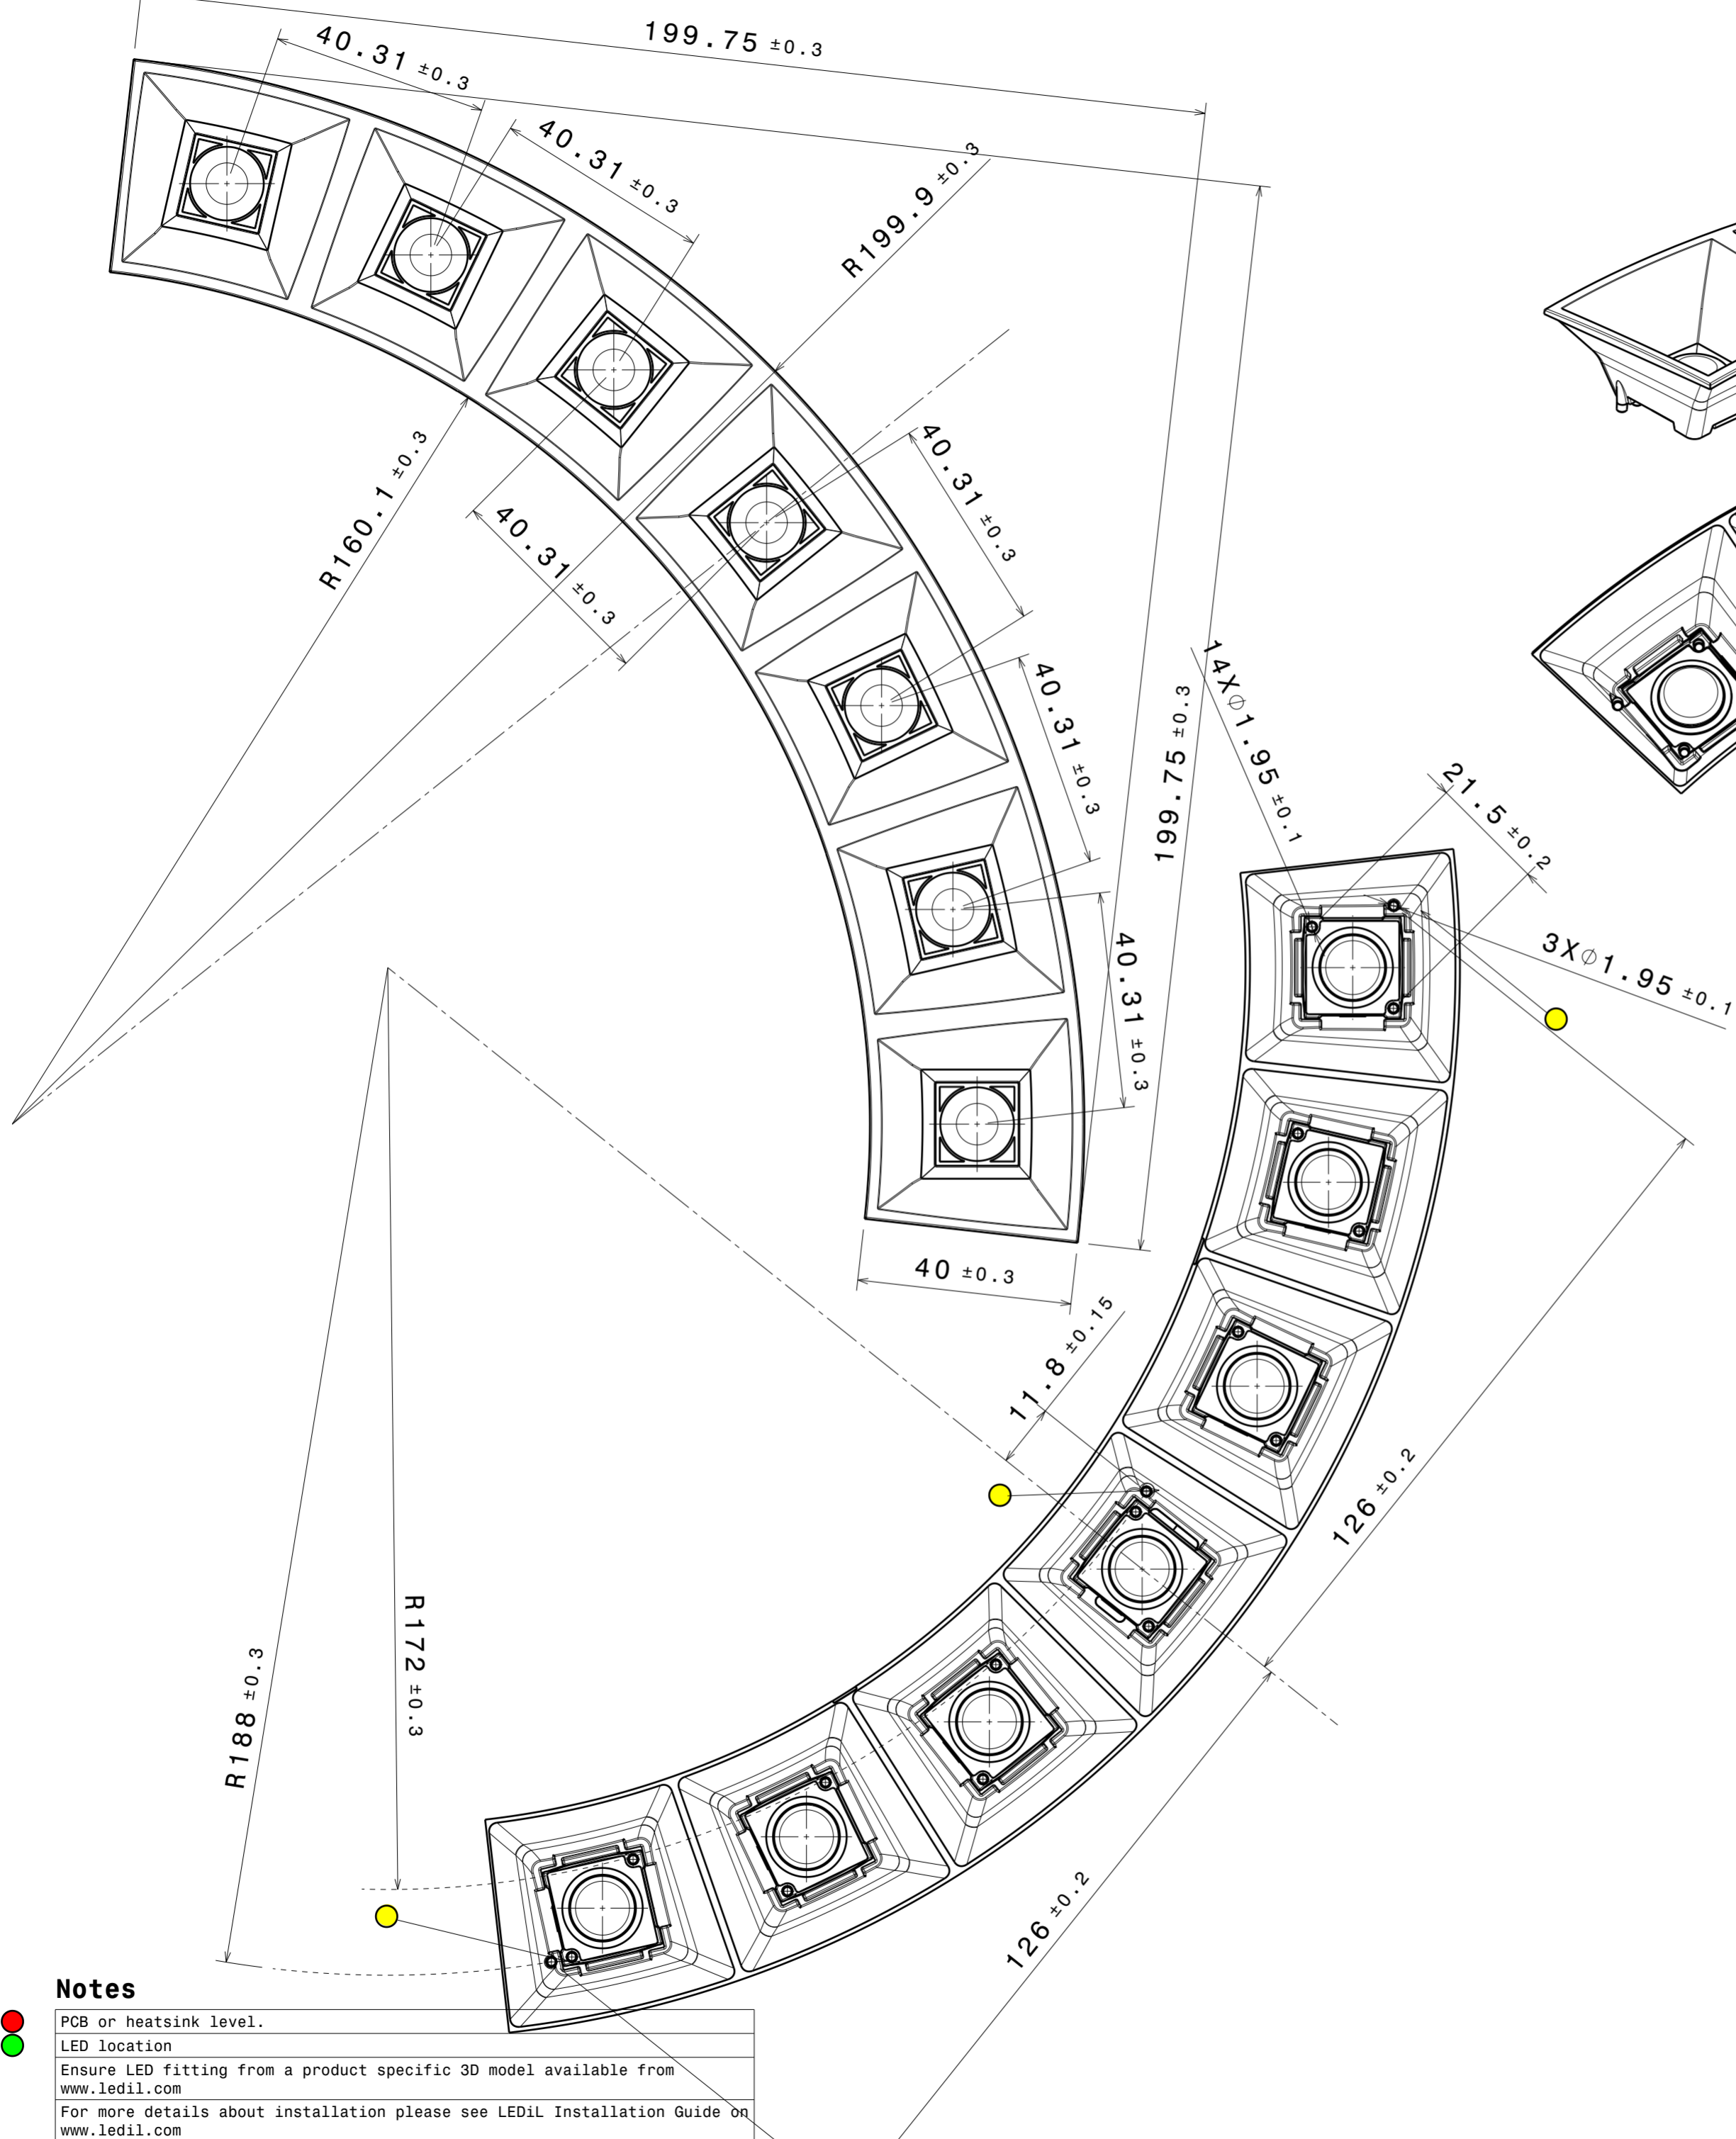 199.75 ±0.3
40.31 ±0.3
40.31 ±0.3
R199.9 ±0.3
R160.1 ±0.3
40.31 ±0.3
40.31 ±0.3
40.31 ±0.3
199.75 ±0.3
14X⌀1.95 ±0.1
21.5 ±0.2
3X⌀1.95 ±0.1
40.31 ±0.3
40 ±0.3
11.8 ±0.15
126 ±0.2
R172 ±0.3
R188 ±0.3
126 ±0.2
Notes
PCB or heatsink level.
LED location
Ensure LED fitting from a product specific 3D model available from
www.ledil.com
For more details about installation please see LEDiL Installation Guide on
www.ledil.com